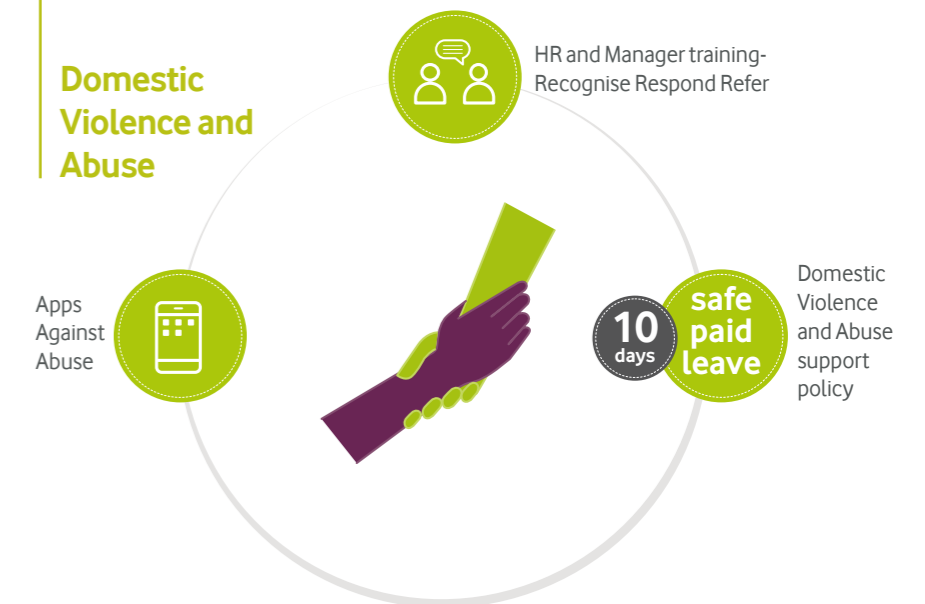 Domestic
Violence and
Abuse
HR and Manager training-
Recognise Respond Refer
Apps
Against
Abuse
10
days
safe
paid
leave
Domestic
Violence
and Abuse
support
policy